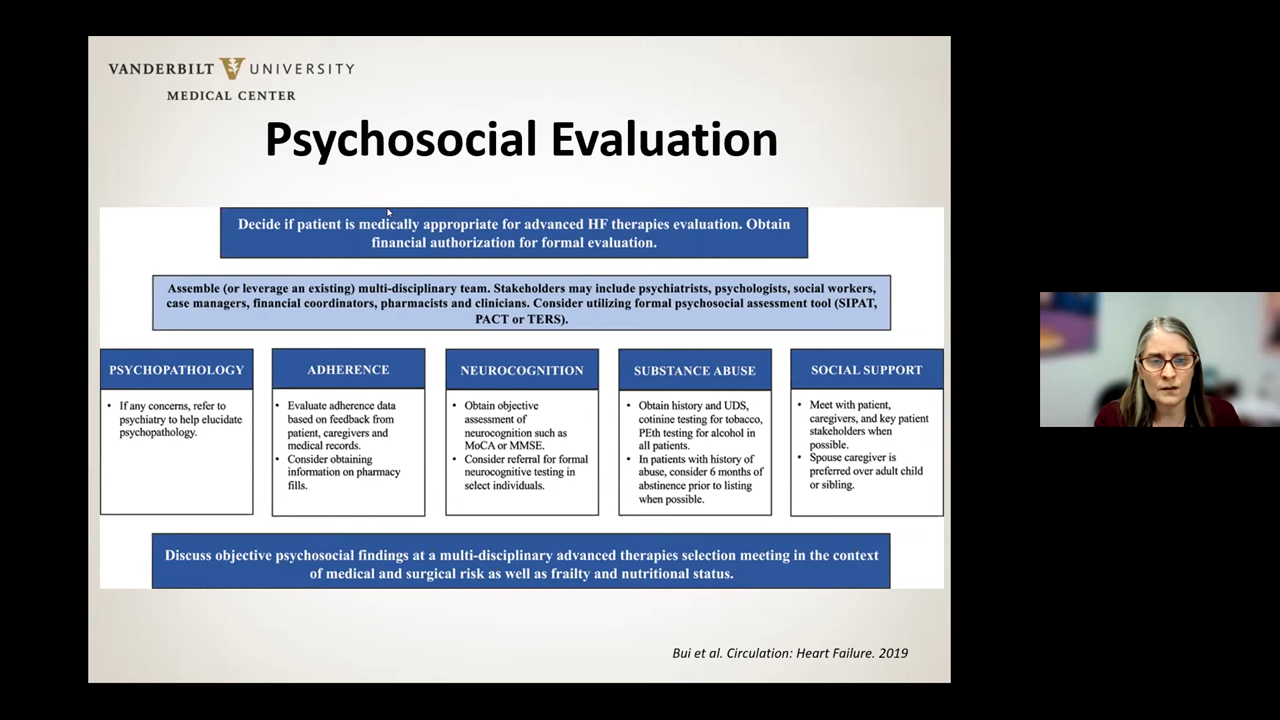 VANDERBILT UNIVERSITY
MEDICAL CENTER
Psychosocial Evaluation
Decide if patient is medically appropriate for advanced HF therapies evaluation. Obtain
financial authorization for formal evaluation.
Assemble (or leverage an existing) multi-disciplinary team. Stakeholders may include psychiatrists, psychologists, social workers,
case managers, financial coordinators, pharmacists and clinicians. Consider utilizing formal psychosocial assessment tool (SIPAT,
PACT or TERS).
PSYCHOPATHOLOGY
• If any concerns, refer to
psychiatry to help elucidate
psychopathology.
ADHERENCE
• Evaluate adherence data
based on feedback from
patient, caregivers and
medical records.
• Consider obtaining
information on pharmacy
fills.
NEUROCOGNITION
• Obtain objective
assessment of
neurocognition such as
MoCA or MMSE.
• Consider referral for formal
neurocognitive testing in
select individuals.
SUBSTANCE ABUSE
• Obtain history and UDS,
cotinine testing for tobacco,
PEth testing for alcohol in
all patients.
• In patients with history of
abuse, consider 6 months of
abstinence prior to listing
when possible.
SOCIAL SUPPORT
• Meet with patient,
caregivers, and key patient
stakeholders when
possible.
• Spouse caregiver is
preferred over adult child
or sibling.
Discuss objective psychosocial findings at a multi-disciplinary advanced therapies selection meeting in the context
of medical and surgical risk as well as frailty and nutritional status.
Bui et al. Circulation: Heart Failure. 2019